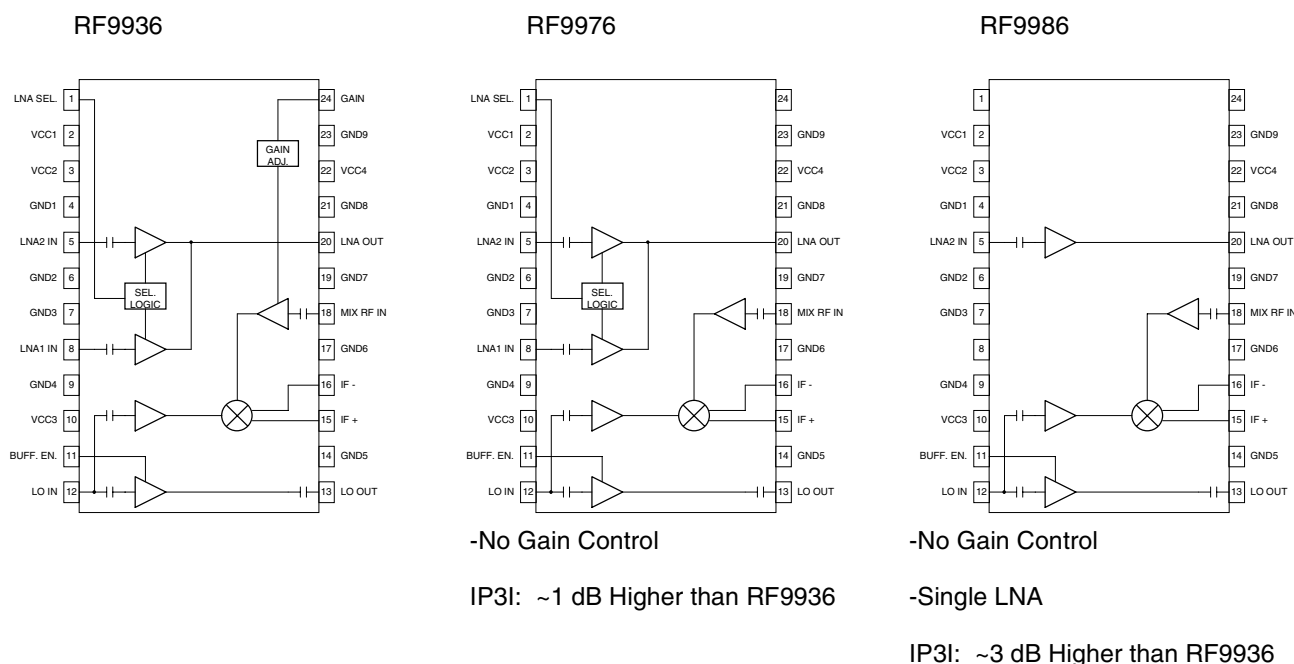 RF9936
LNA SEL. 1
VCC1 2
VCC2 3
GND1 4
LNA2 IN 5
GND2 6
GND3 7
LNA1 IN 8
GND4 9
VCC3 10
BUFF. EN. 11
LO IN 12
24 GAIN
23 GND9
22 VCC4
21 GND8
20 LNA OUT
19 GND7
18 MIX RF IN
17 GND6
16 IF -
15 IF +
14 GND5
13 LO OUT
GAIN
ADJ.
SEL.
LOGIC
RF9976
LNA SEL. 1
VCC1 2
VCC2 3
GND1 4
LNA2 IN 5
GND2 6
GND3 7
LNA1 IN 8
GND4 9
VCC3 10
BUFF. EN. 11
LO IN 12
24
23 GND9
22 VCC4
21 GND8
20 LNA OUT
19 GND7
18 MIX RF IN
17 GND6
16 IF -
15 IF +
14 GND5
13 LO OUT
SEL.
LOGIC
-No Gain Control
IP3I: ~1 dB Higher than RF9936
RF9986
1
VCC1 2
VCC2 3
GND1 4
LNA2 IN 5
GND2 6
GND3 7
8
GND4 9
VCC3 10
BUFF. EN. 11
LO IN 12
24
23 GND9
22 VCC4
21 GND8
20 LNA OUT
19 GND7
18 MIX RF IN
17 GND6
16 IF -
15 IF +
14 GND5
13 LO OUT
-No Gain Control
-Single LNA
IP3I: ~3 dB Higher than RF9936